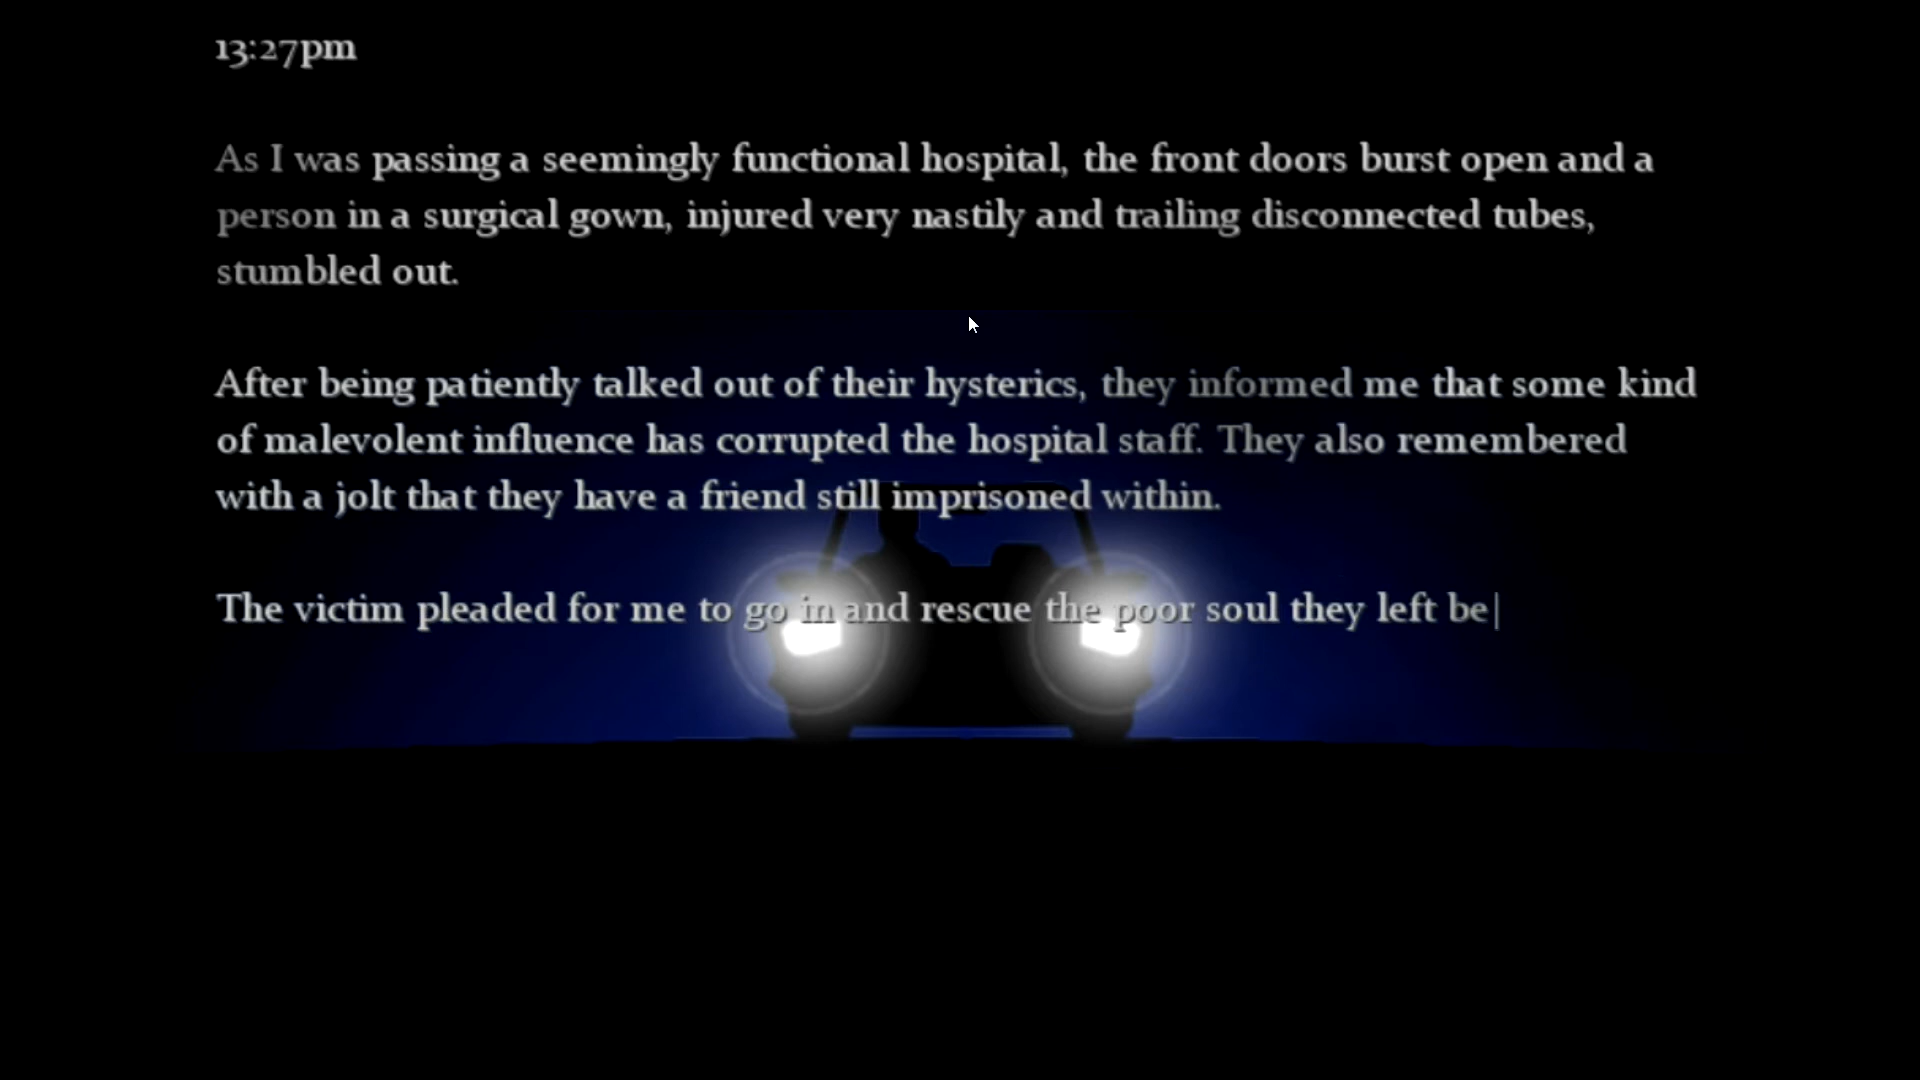 13:27pm
As I was passing a seemingly functional hospital, the front doors burst open and a
person in a surgical gown, injured very nastily and trailing disconnected tubes,
stumbled out.
After being patiently talked out of their hysterics, they informed me that some kind
of malevolent influence has corrupted the hospital staff. They also remembered
with a jolt that they have a friend still imprisoned within.
The victim pleaded for me to go in and rescue the poor soul they left be|